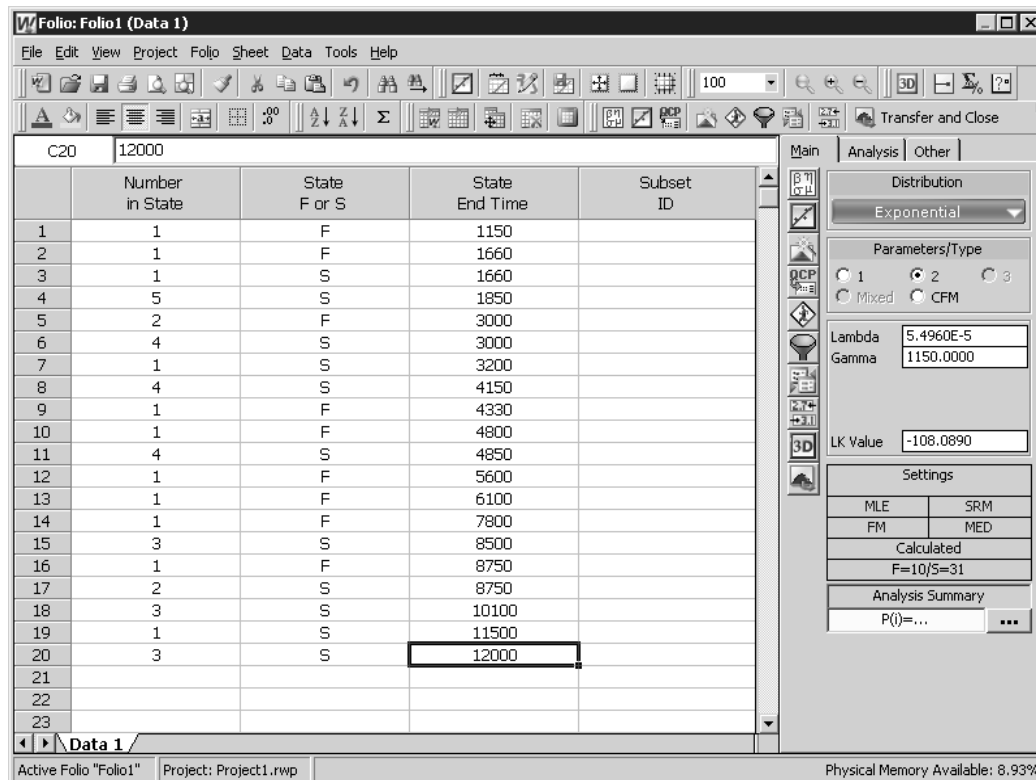 Folio: Folio1 (Data 1)
File Edit View Project Folio Sheet Data Tools Help
100 3D
A .00 Σ QCP Transfer and Close
C20 12000
Main Analysis Other
Number in State State F or S State End Time Subset ID
1 1 F 1150
2 1 F 1660
3 1 S 1660
4 5 S 1850
5 2 F 3000
6 4 S 3000
7 1 S 3200
8 4 S 4150
9 1 F 4330
10 1 F 4800
11 4 S 4850
12 1 F 5600
13 1 F 6100
14 1 F 7800
15 3 S 8500
16 1 F 8750
17 2 S 8750
18 3 S 10100
19 1 S 11500
20 3 S 12000
21
22
23
Data 1
βη
σμ
QCP
3D
Distribution
Exponential
Parameters/Type
1 2 3
Mixed CFM
Lambda 5.4960E-5
Gamma 1150.0000
LK Value -108.0890
Settings
MLE SRM
FM MED
Calculated
F=10/S=31
Analysis Summary
P(i)=... ...
Active Folio "Folio1" Project: Project1.rwp Physical Memory Available: 8.93%